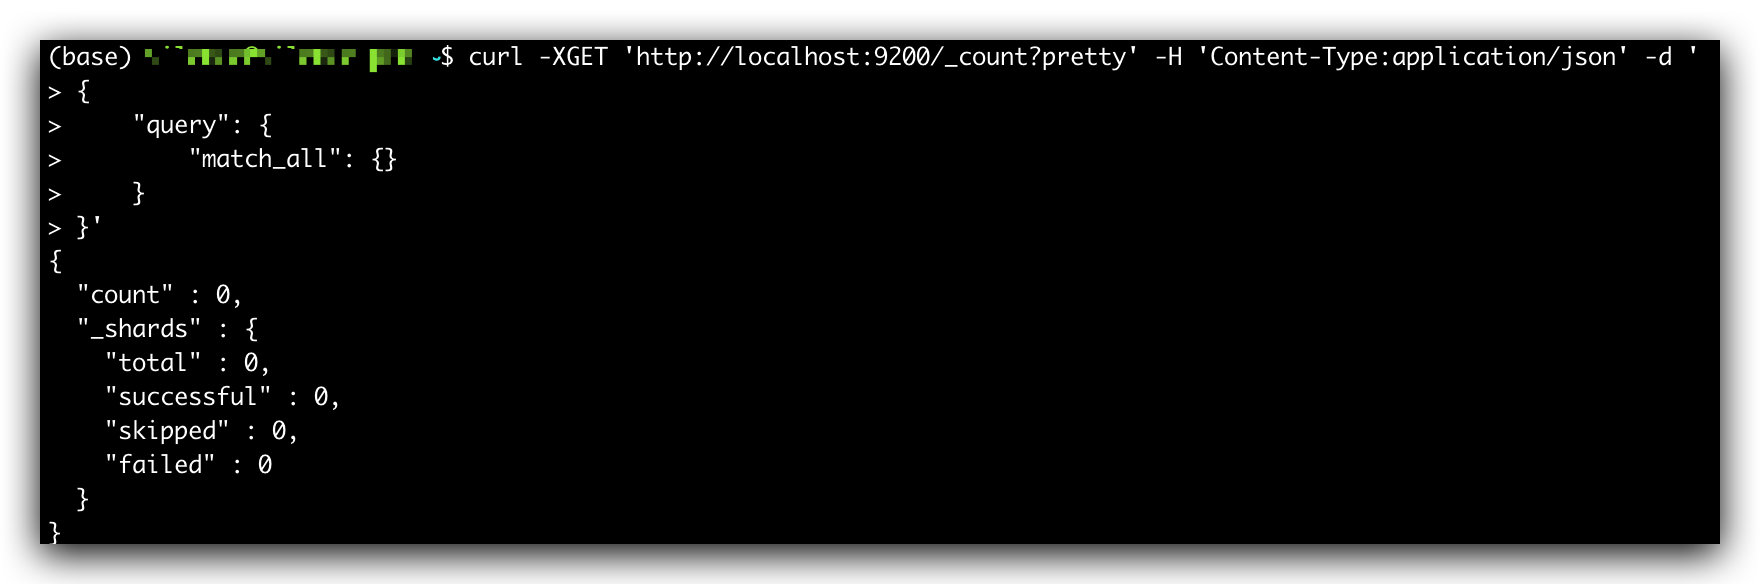 (base) $ curl -XGET 'http://localhost:9200/_count?pretty' -H 'Content-Type:application/json' -d '
> {
>     "query": {
>         "match_all": {}
>     }
> }'
{
  "count" : 0,
  "_shards" : {
    "total" : 0,
    "successful" : 0,
    "skipped" : 0,
    "failed" : 0
  }
}